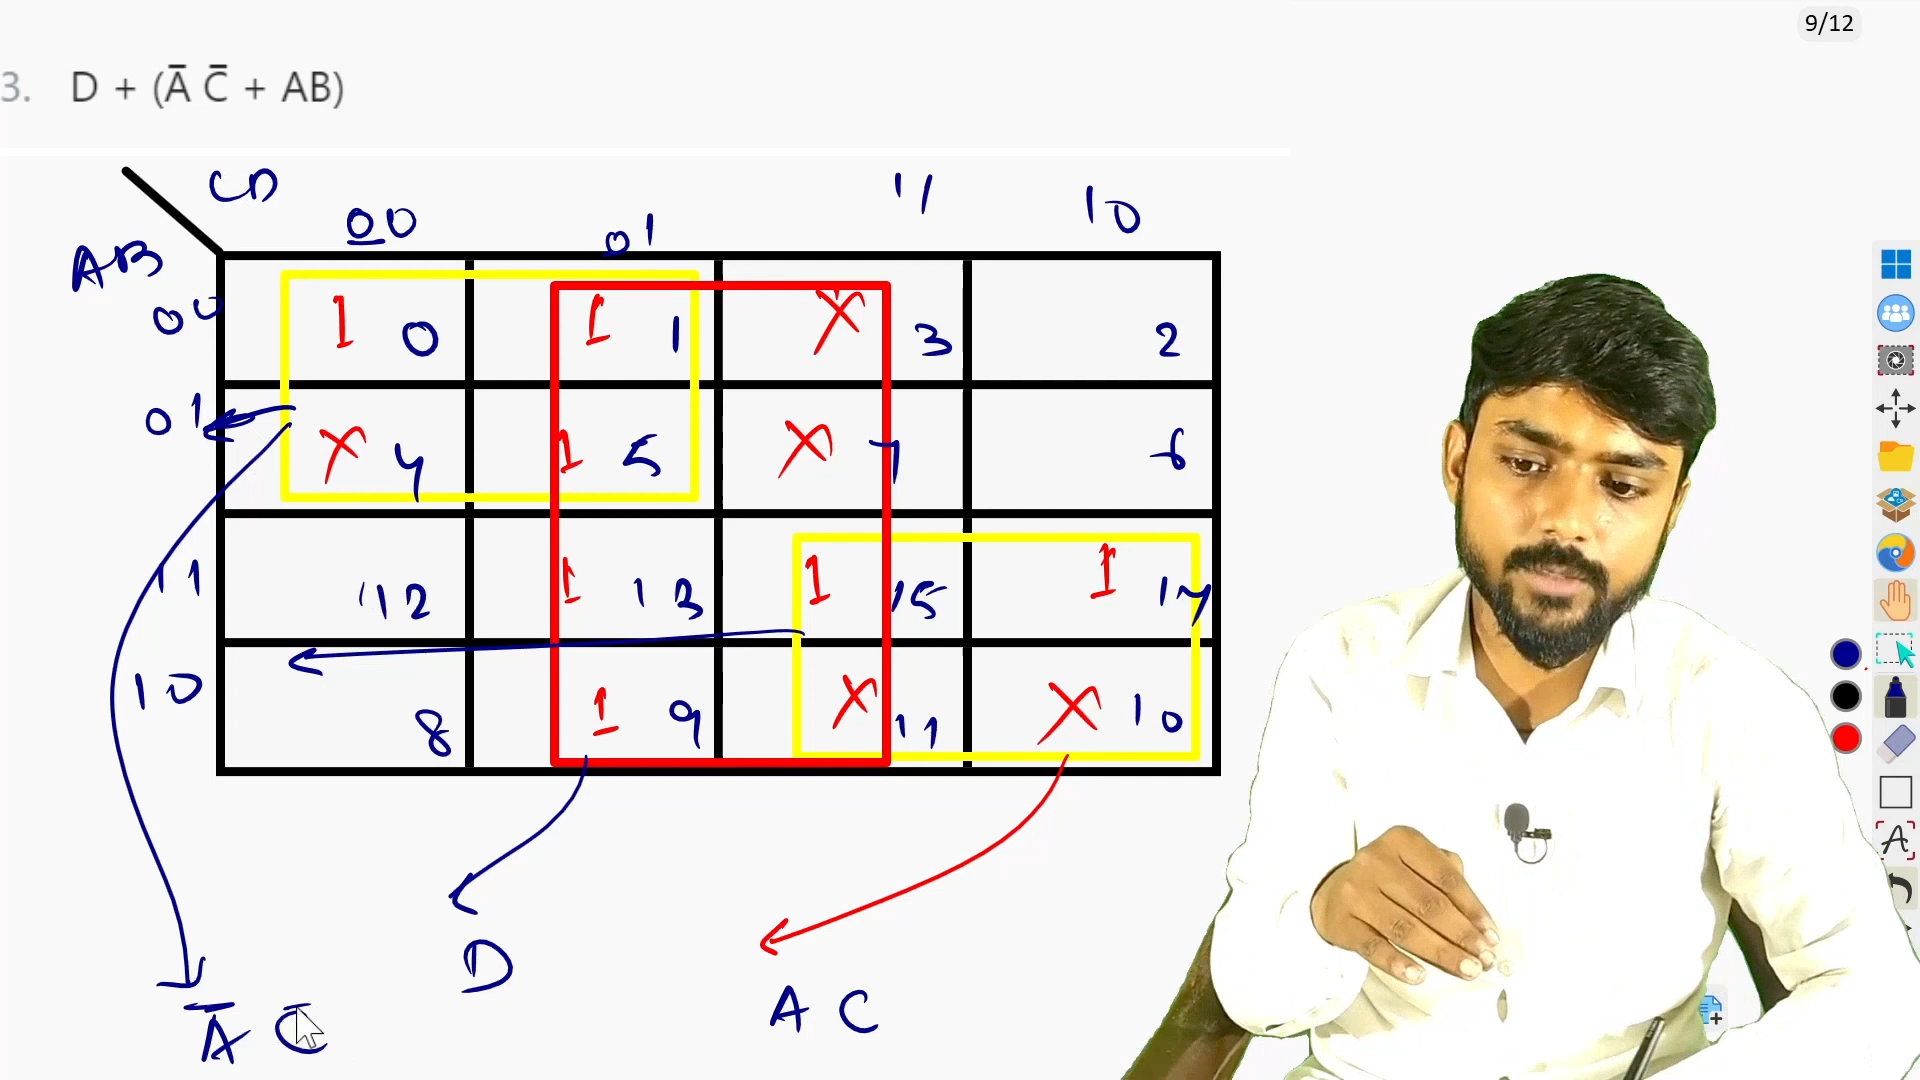 9/12
3. D + (Ā C̄ + AB)
CD
AB
00 01 11 10
00 1 0 1 1 X 3 2
01 X 4 1 5 X 7 6
11 12 1 13 1 15 1 14
10 8 1 9 X 11 X 10
D
A C
Ā C̄